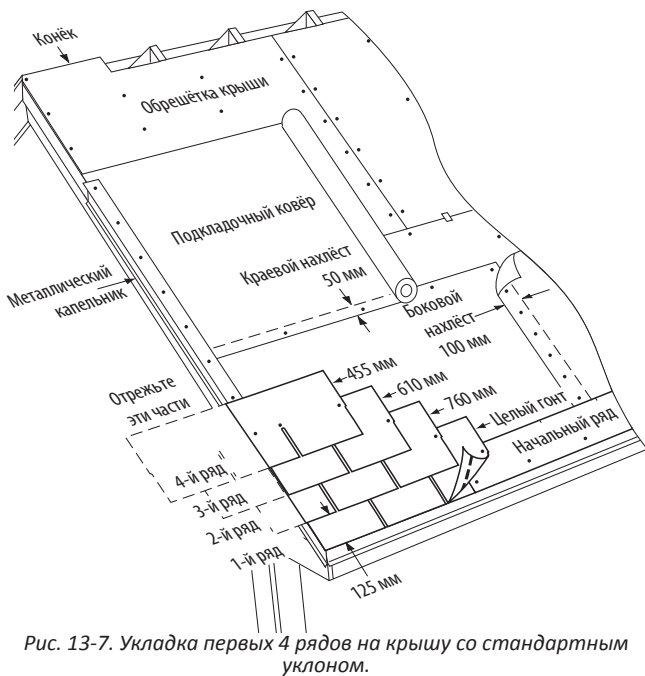 Конёк
Обрешётка крыши
Подкладочный ковёр
Краевой нахлёст
50 мм
Металлический
капельник
Боковой
нахлёст
100 мм
Отрежьте
эти части
455 мм
610 мм
760 мм
Целый гонт
Начальный ряд
4-й ряд
3-й ряд
2-й ряд
1-й ряд
125 мм
Рис. 13-7. Укладка первых 4 рядов на крышу со стандартным
уклоном.